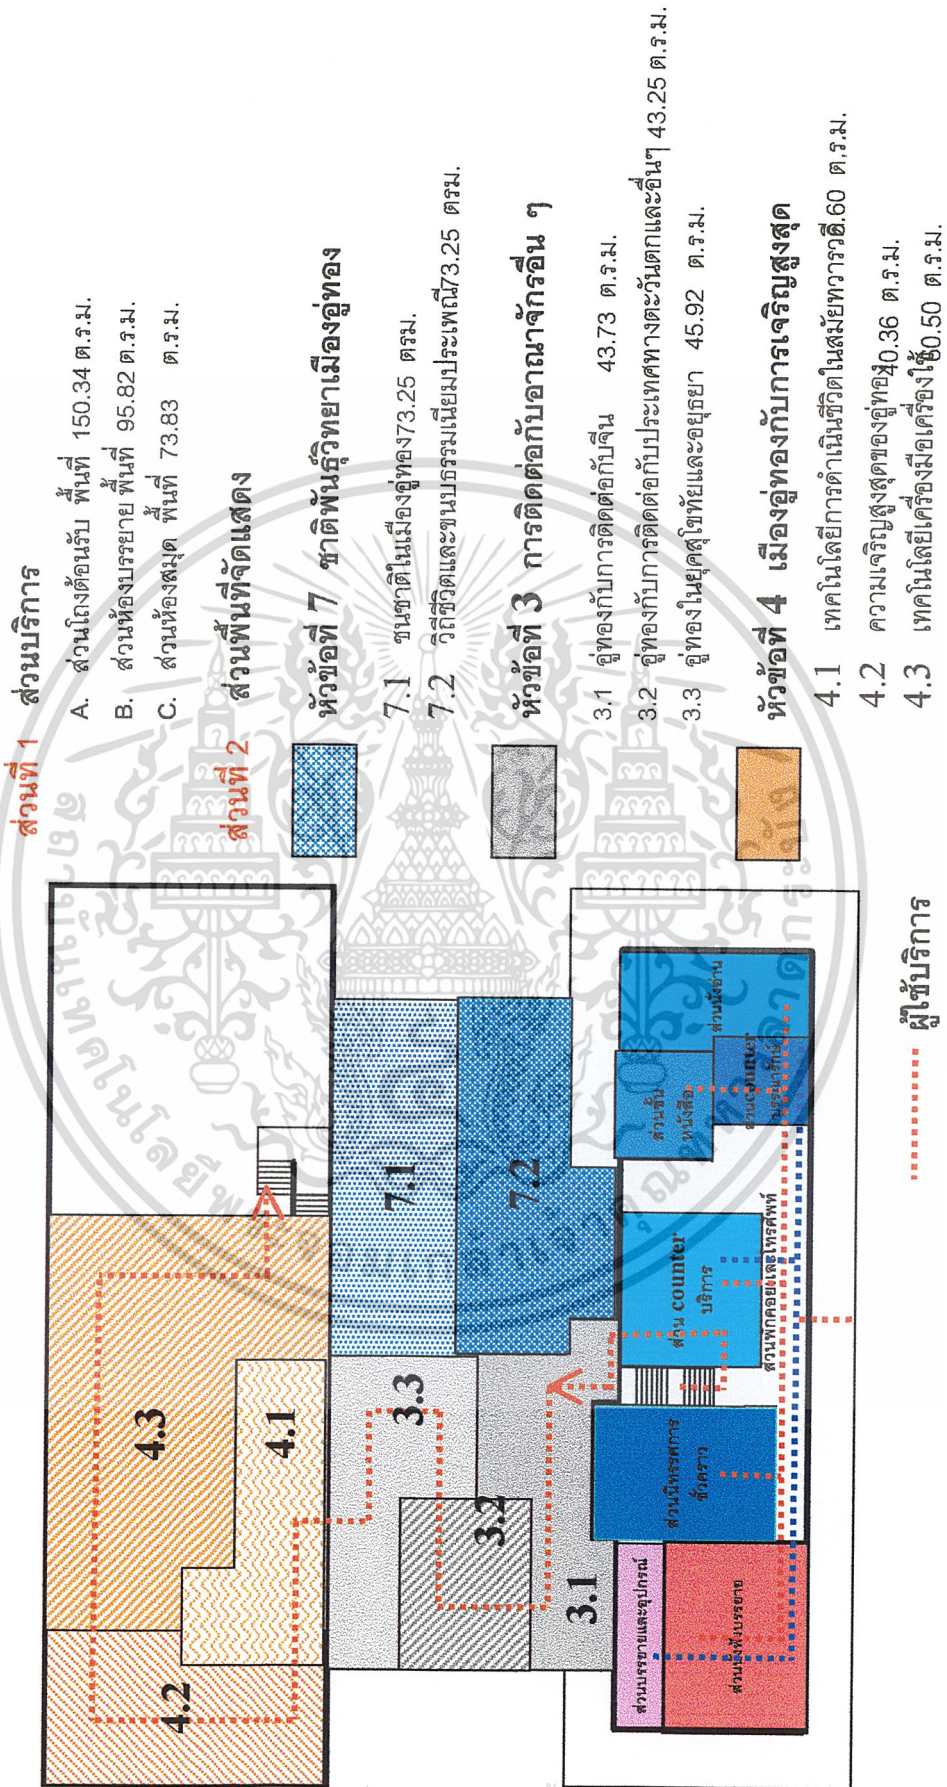 ส่วนที่ 1 ส่วนบริการ
A. ส่วนโถงต้อนรับ พื้นที่ 150.34 ต.ร.ม.
B. ส่วนห้องบรรยาย พื้นที่ 95.82 ต.ร.ม.
C. ส่วนห้องสมุด พื้นที่ 73.83 ต.ร.ม.
ส่วนที่ 2 ส่วนพื้นที่จัดแสดง
หัวข้อที่ 7 ชาติพันธุ์วิทยาเมืองอู่ทอง
7.1 ชนชาติในเมืองอู่ทอง73.25 ตรม.
7.2 วิถีชีวิตและขนบธรรมเนียมประเพณี73.25 ตรม.
หัวข้อที่ 3 การติดต่อกับอาณาจักรอื่น ๆ
3.1 อู่ทองกับการติดต่อกับจีน 43.73 ต.ร.ม.
3.2 อู่ทองกับการติดต่อกับประเทศทางตะวันตกและอื่นๆ 43.25 ต.ร.ม.
3.3 อู่ทองในยุคสุโขทัยและอยุธยา 45.92 ต.ร.ม.
หัวข้อที่ 4 เมืองอู่ทองกับการเจริญสูงสุด
4.1 เทคโนโลยีการดำเนินชีวิตในสมัยทวารวดี.60 ต.ร.ม.
4.2 ความเจริญสูงสุดของอู่ทอง 40.36 ต.ร.ม.
4.3 เทคโนโลยีเครื่องมือเครื่องใช้ 60.50 ต.ร.ม.
4.2
4.3
4.1
3.3
3.2
3.1
7.1
7.2
ส่วนบรรยายและอุปกรณ์
ส่วนนั่งฟังบรรยาย
ส่วนนิทรรศการ
ชั่วคราว
ส่วน counter
บริการ
ส่วนพักคอยและโทรศัพท์
ส่วนชั้น
หนังสือ
ส่วนcounter
บรรณารักษ์
ส่วนนั่งอ่าน
ผู้ใช้บริการ